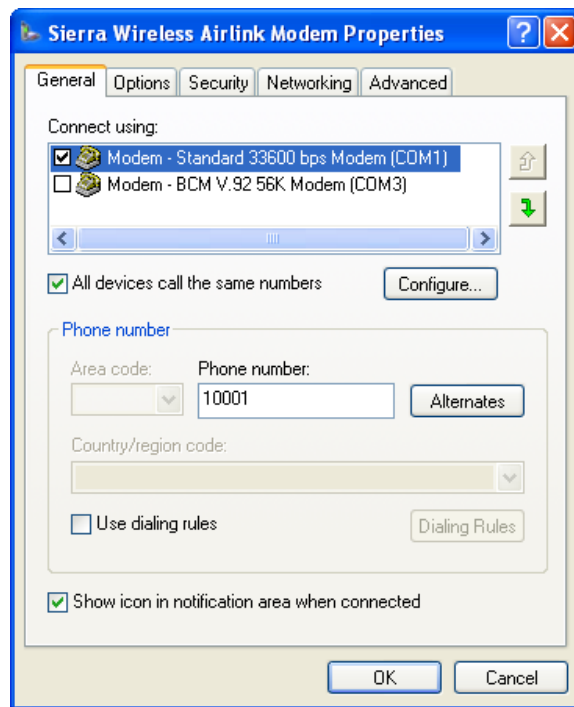 Sierra Wireless Airlink Modem Properties
General Options Security Networking Advanced
Connect using:
Modem - Standard 33600 bps Modem (COM1)
Modem - BCM V.92 56K Modem (COM3)
All devices call the same numbers
Configure...
Phone number
Area code: Phone number:
10001
Alternates
Country/region code:
Use dialing rules
Dialing Rules
Show icon in notification area when connected
OK Cancel